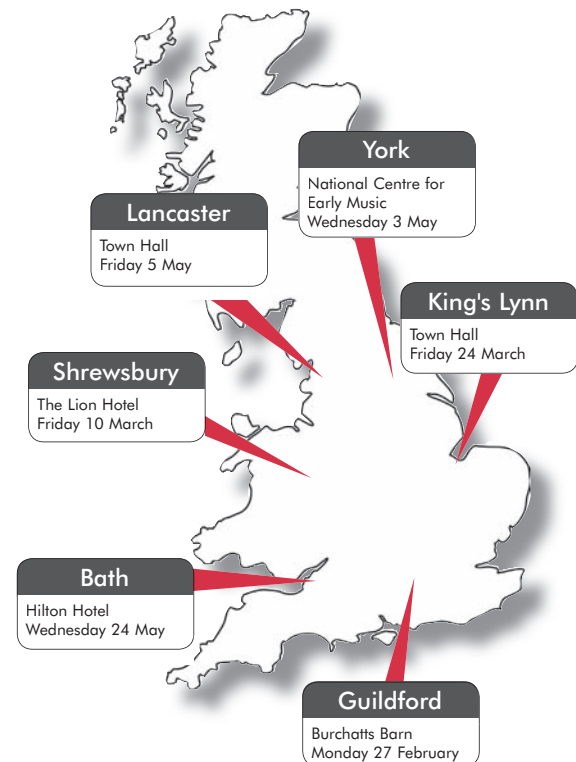 York
National Centre for
Early Music
Wednesday 3 May
Lancaster
Town Hall
Friday 5 May
King's Lynn
Town Hall
Friday 24 March
Shrewsbury
The Lion Hotel
Friday 10 March
Bath
Hilton Hotel
Wednesday 24 May
Guildford
Burchatts Barn
Monday 27 February